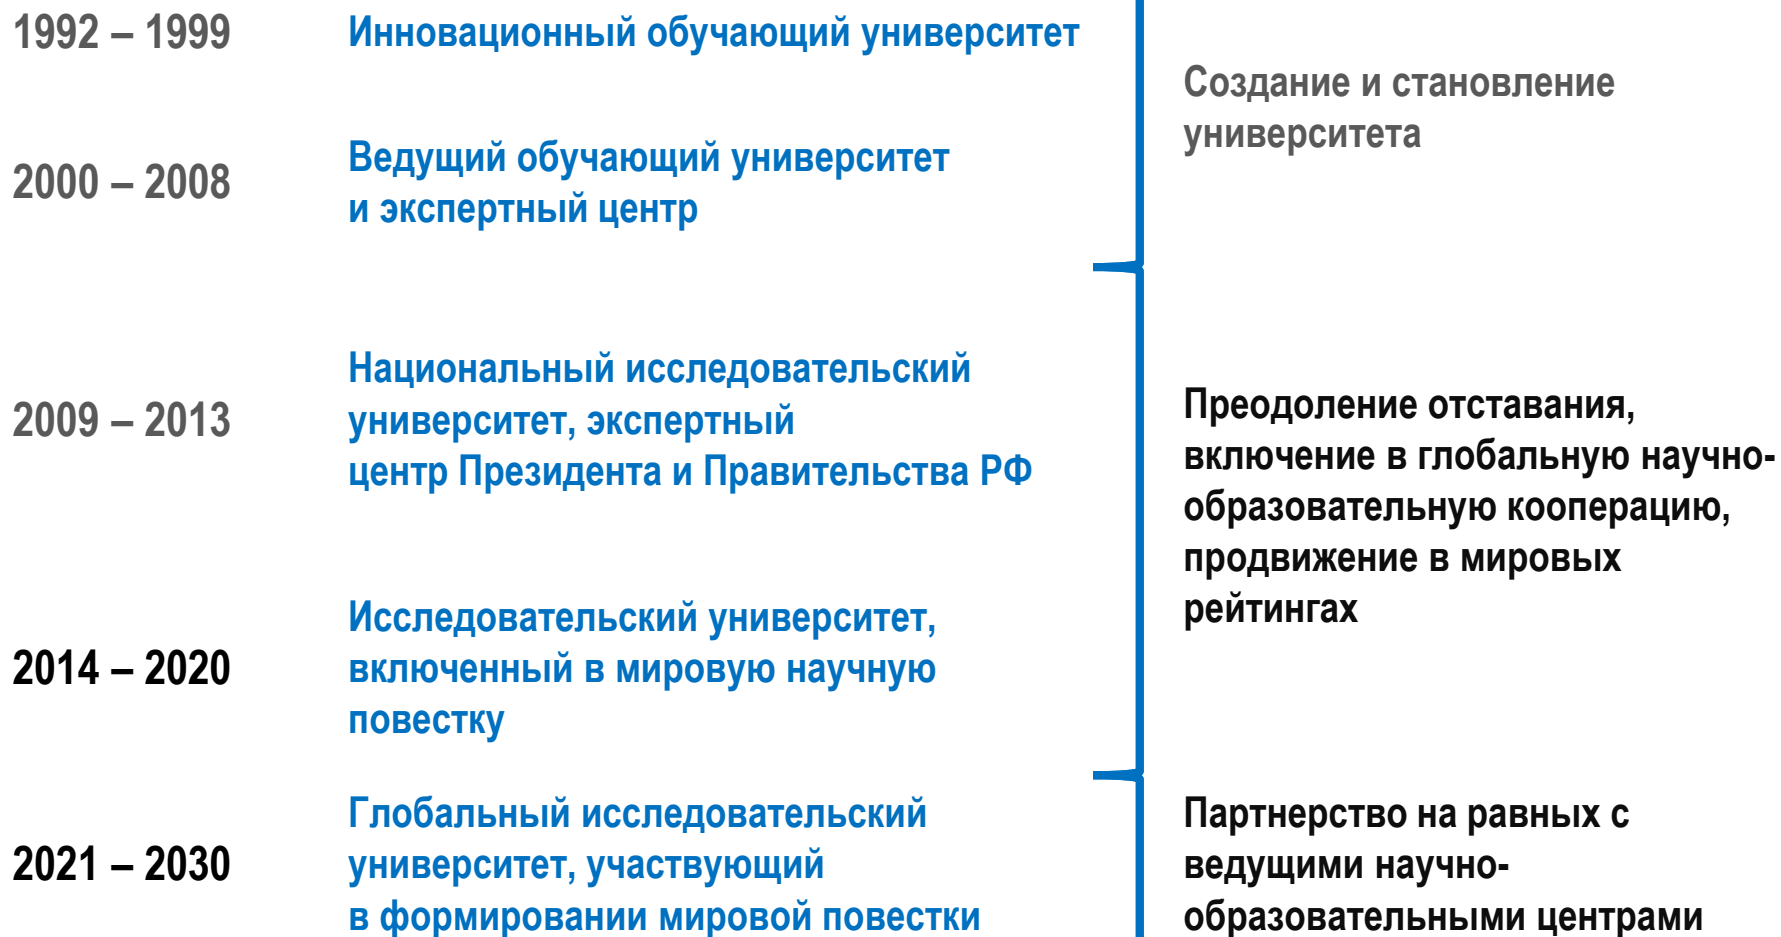 1992 – 1999
Инновационный обучающий университет
Создание и становление
университета
2000 – 2008
Ведущий обучающий университет
и экспертный центр
2009 – 2013
Национальный исследовательский
университет, экспертный
центр Президента и Правительства РФ
Преодоление отставания,
включение в глобальную научно-
образовательную кооперацию,
продвижение в мировых
рейтингах
2014 – 2020
Исследовательский университет,
включенный в мировую научную
повестку
2021 – 2030
Глобальный исследовательский
университет, участвующий
в формировании мировой повестки
Партнерство на равных с
ведущими научно-
образовательными центрами